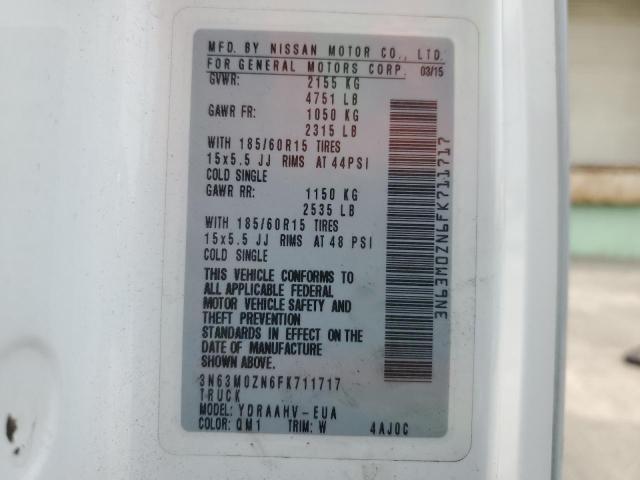 MFD. BY NISSAN MOTOR CO., LTD.
FOR GENERAL MOTORS CORP. 03/15
GVWR: 2155 KG
4751 LB
GAWR FR: 1050 KG
2315 LB
WITH 185/60R15 TIRES
15x5.5 JJ RIMS AT 44PSI
COLD SINGLE
GAWR RR: 1150 KG
2535 LB
WITH 185/60R15 TIRES
15x5.5 JJ RIMS AT 48 PSI
COLD SINGLE
THIS VEHICLE CONFORMS TO
ALL APPLICABLE FEDERAL
MOTOR VEHICLE SAFETY AND
THEFT PREVENTION
STANDARDS IN EFFECT ON THE
DATE OF MANUFACTURE
SHOWN ABOVE.
3N63M0ZN6FK711717
TRUCK
MODEL: YDRAAHV-EUA
COLOR: QM1 TRIM: W 4AJ0C
3N63M0ZN6FK711717